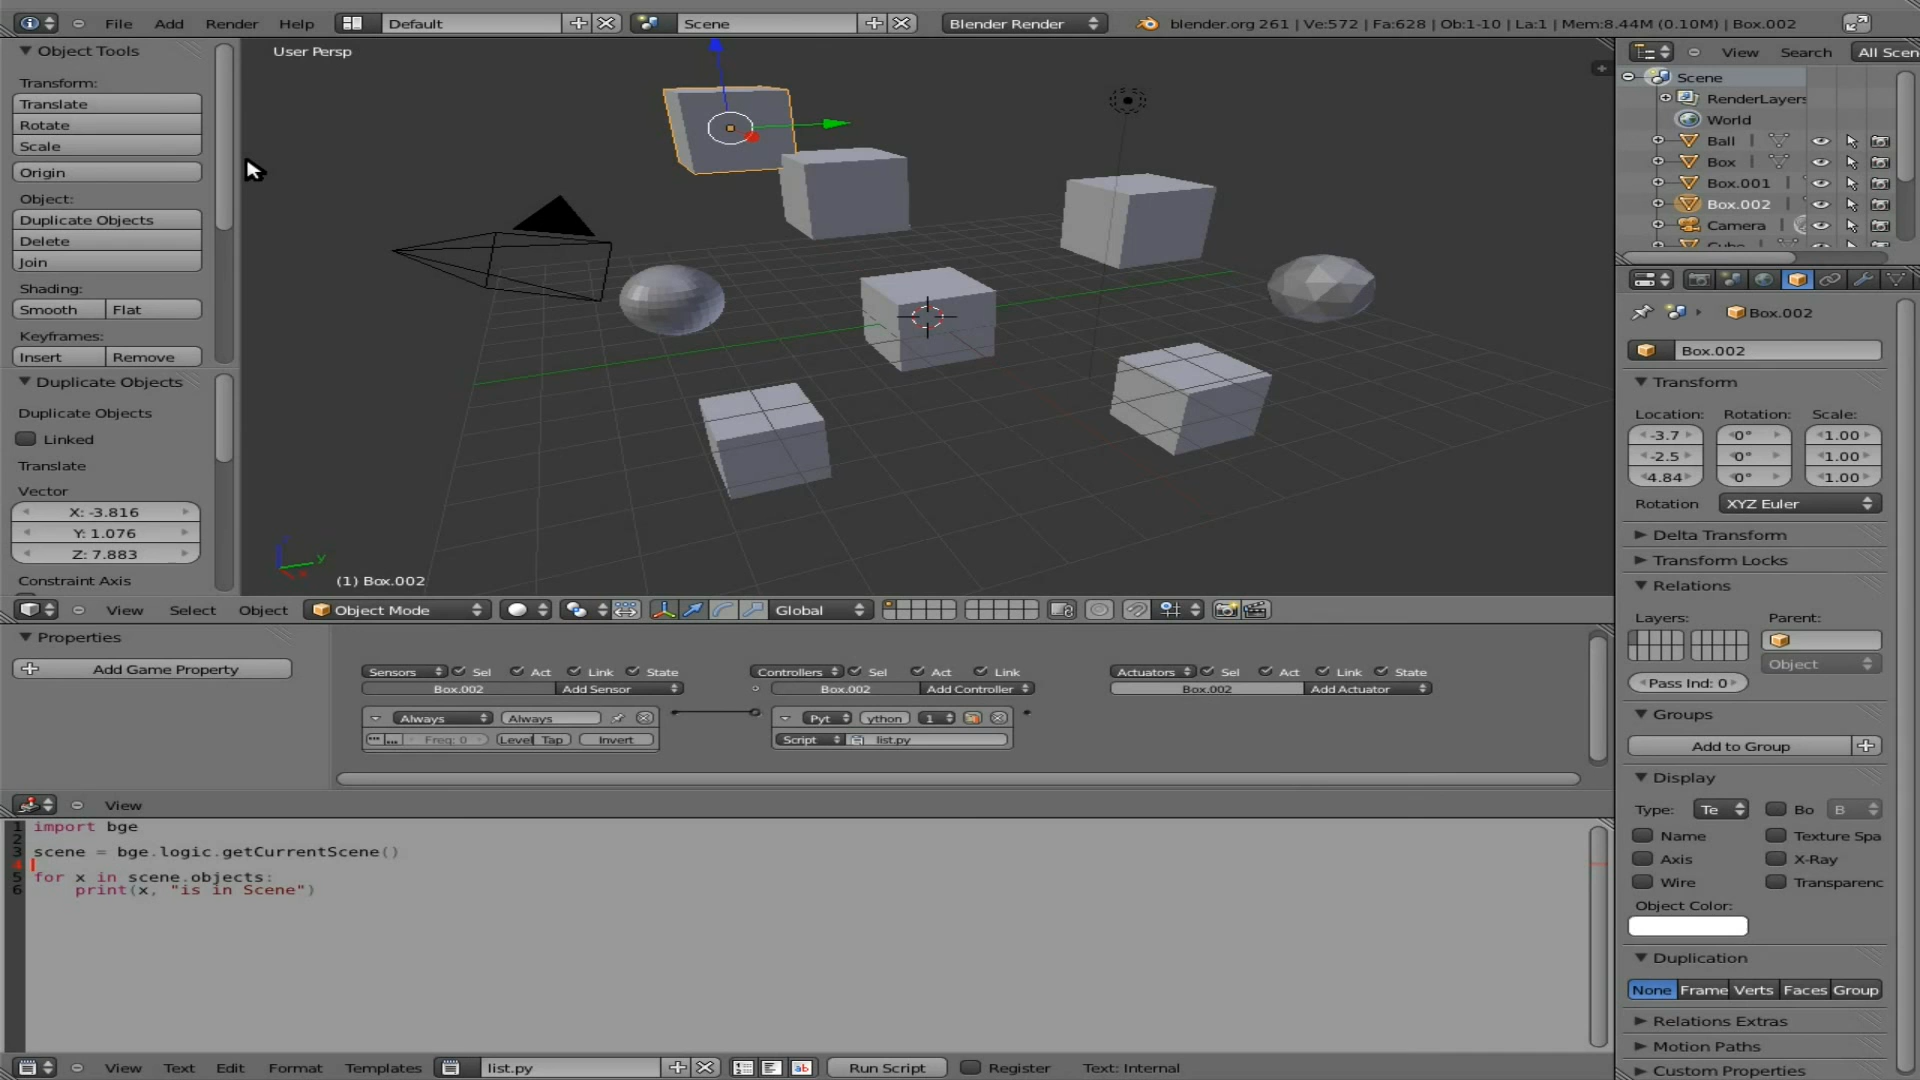 File Add Render Help Default Scene Blender Render blender.org 261 | Ve:572 | Fa:628 | Ob:1-10 | La:1 | Mem:8.44M (0.10M) | Box.002
Object Tools
Transform:
Translate
Rotate
Scale
Origin
Object:
Duplicate Objects
Delete
Join
Shading:
Smooth Flat
Keyframes:
Insert Remove
Duplicate Objects
Duplicate Objects
Linked
Translate
Vector
X: -3.816
Y: 1.076
Z: 7.883
Constraint Axis
User Persp
y
(1) Box.002
View Select Object Object Mode Global
View Search All Scen
Scene
RenderLayers
World
Ball |
Box |
Box.001 |
Box.002 |
Camera |
Box.002
Box.002
Transform
Location: Rotation: Scale:
-3.7 0° 1.00
-2.5 0° 1.00
4.84 0° 1.00
Rotation XYZ Euler
Delta Transform
Transform Locks
Relations
Layers: Parent:
Object
Pass Ind: 0
Groups
Add to Group
Display
Type: Te Bo B
Name Texture Spa
Axis X-Ray
Wire Transparenc
Object Color:
Duplication
None Frame Verts Faces Group
Relations Extras
Motion Paths
Custom Properties
Properties
Add Game Property
Sensors Sel Act Link State
Box.002 Add Sensor
Always Always
Freq: 0 Level Tap Invert
Controllers Sel Act Link
Box.002 Add Controller
Pyt ython 1
Script list.py
Actuators Sel Act Link State
Box.002 Add Actuator
View
1 import bge
2
3 scene = bge.logic.getCurrentScene()
4
5 for x in scene.objects:
6 print(x, "is in Scene")
View Text Edit Format Templates list.py Run Script Register Text: Internal